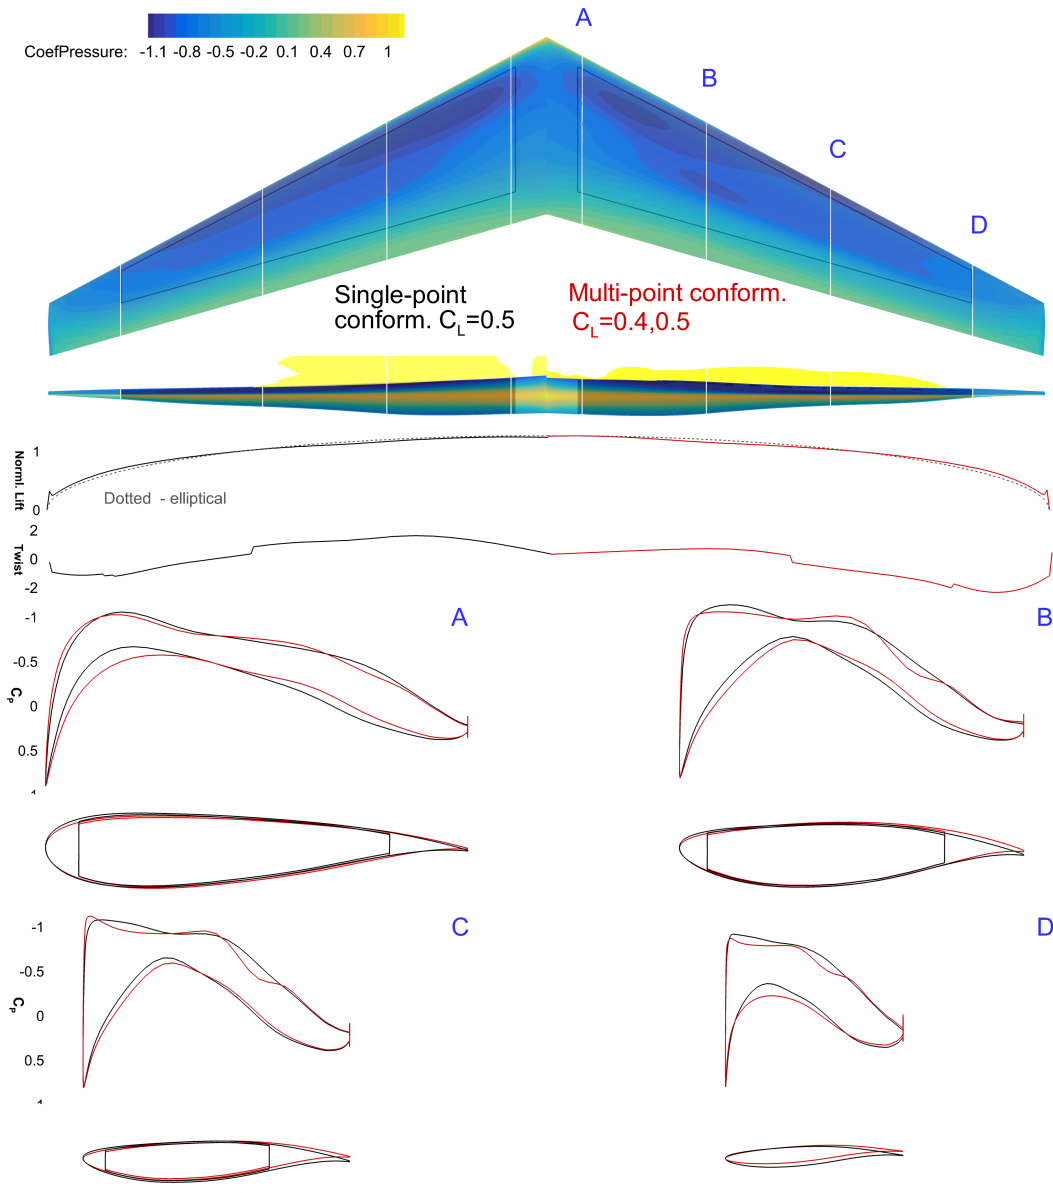 A
CoefPressure: -1.1 -0.8 -0.5 -0.2 0.1 0.4 0.7 1
B
C
D
Single-point
conform. CL=0.5
Multi-point conform.
CL=0.4,0.5
Norml. Lift
1
0
Dotted - elliptical
Twist
2
0
-2
A
B
Cp
-1
-0.5
0
0.5
1
C
D
Cp
-1
-0.5
0
0.5
1